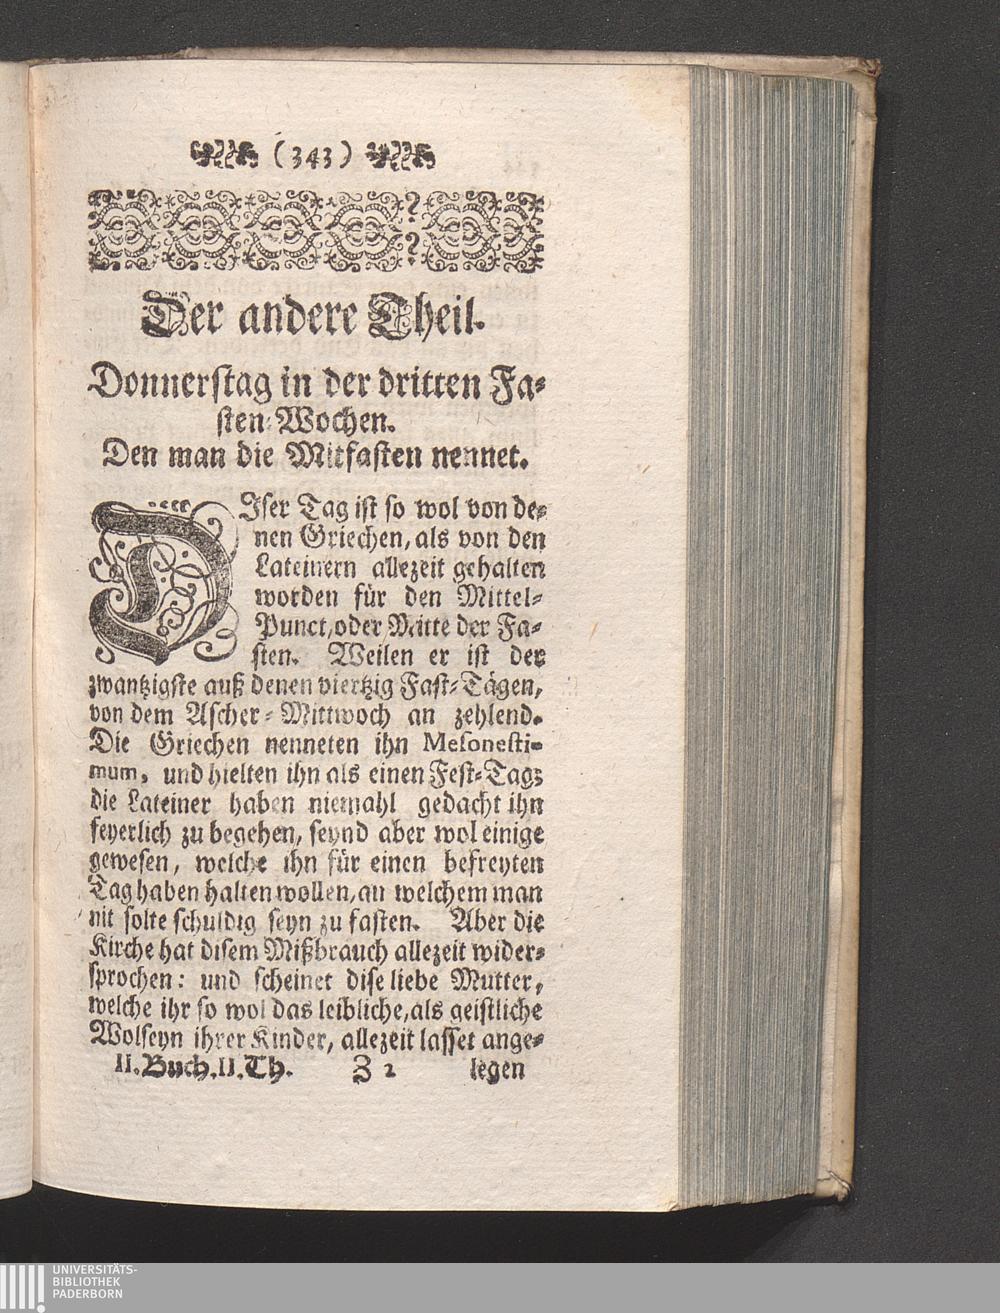 (343)
Der andere Theil.
Donnerstag in der dritten Fa-
sten-Wochen.
Den man die Mitfasten nennet.
DIser Tag ist so wol von de-
nen Griechen, als von den
Lateinern allezeit gehalten
worden für den Mittel-
Punct, oder Mitte der Fa-
sten. Weilen er ist der
zwantzigste auß denen viertzig Fast-Tägen,
von dem Ascher-Mittwoch an zehlend.
Die Griechen nenneten ihn Mesonesti-
mum, und hielten ihn als einen Fest-Tag;
die Lateiner haben niemahl gedacht ihn
feyerlich zu begehen, seynd aber wol einige
gewesen, welche ihn für einen befreyten
Tag haben halten wollen, an welchem man
nit solte schuldig seyn zu fasten. Aber die
Kirche hat disem Mißbrauch allezeit wider-
sprochen: und scheinet dise liebe Mutter,
welche ihr so wol das leibliche, als geistliche
Wolseyn ihrer Kinder, allezeit lasset ange-
II. Buch. II. Th. Z 2 legen
UNIVERSITÄTS-
BIBLIOTHEK
PADERBORN